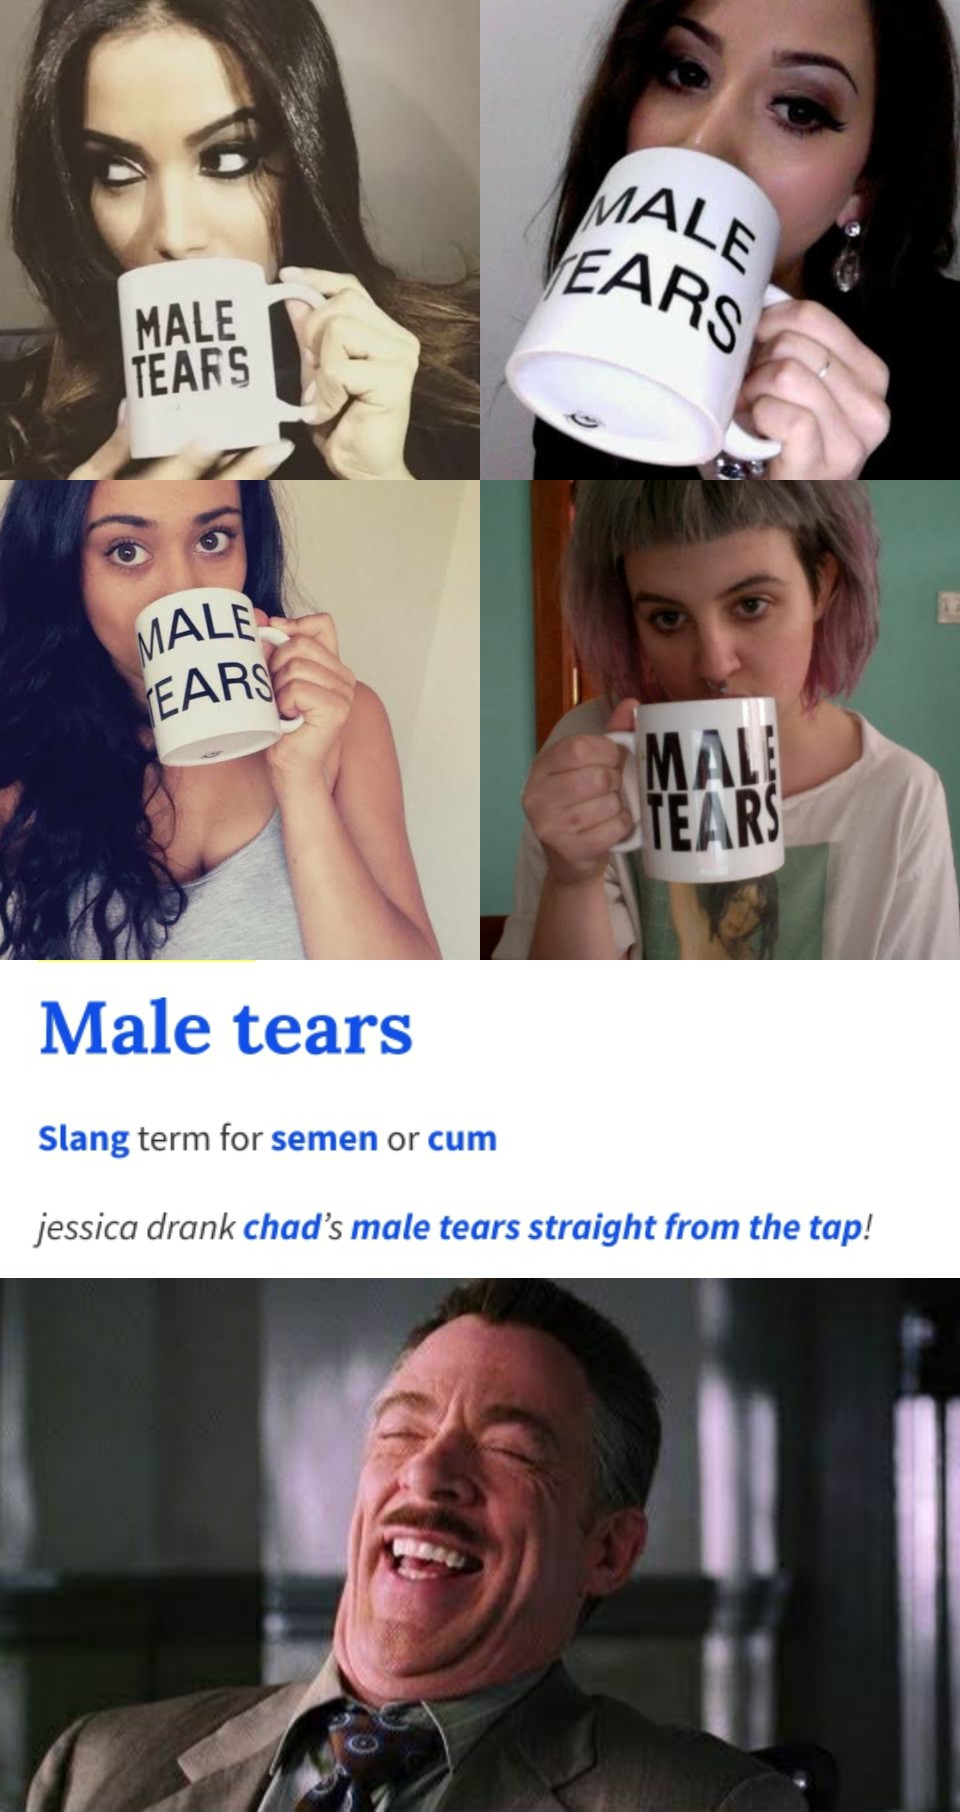 MALE
TEARS
MALE
TEARS
MALE
TEARS
MALE
TEARS
Male tears
Slang term for semen or cum
jessica drank chad’s male tears straight from the tap!